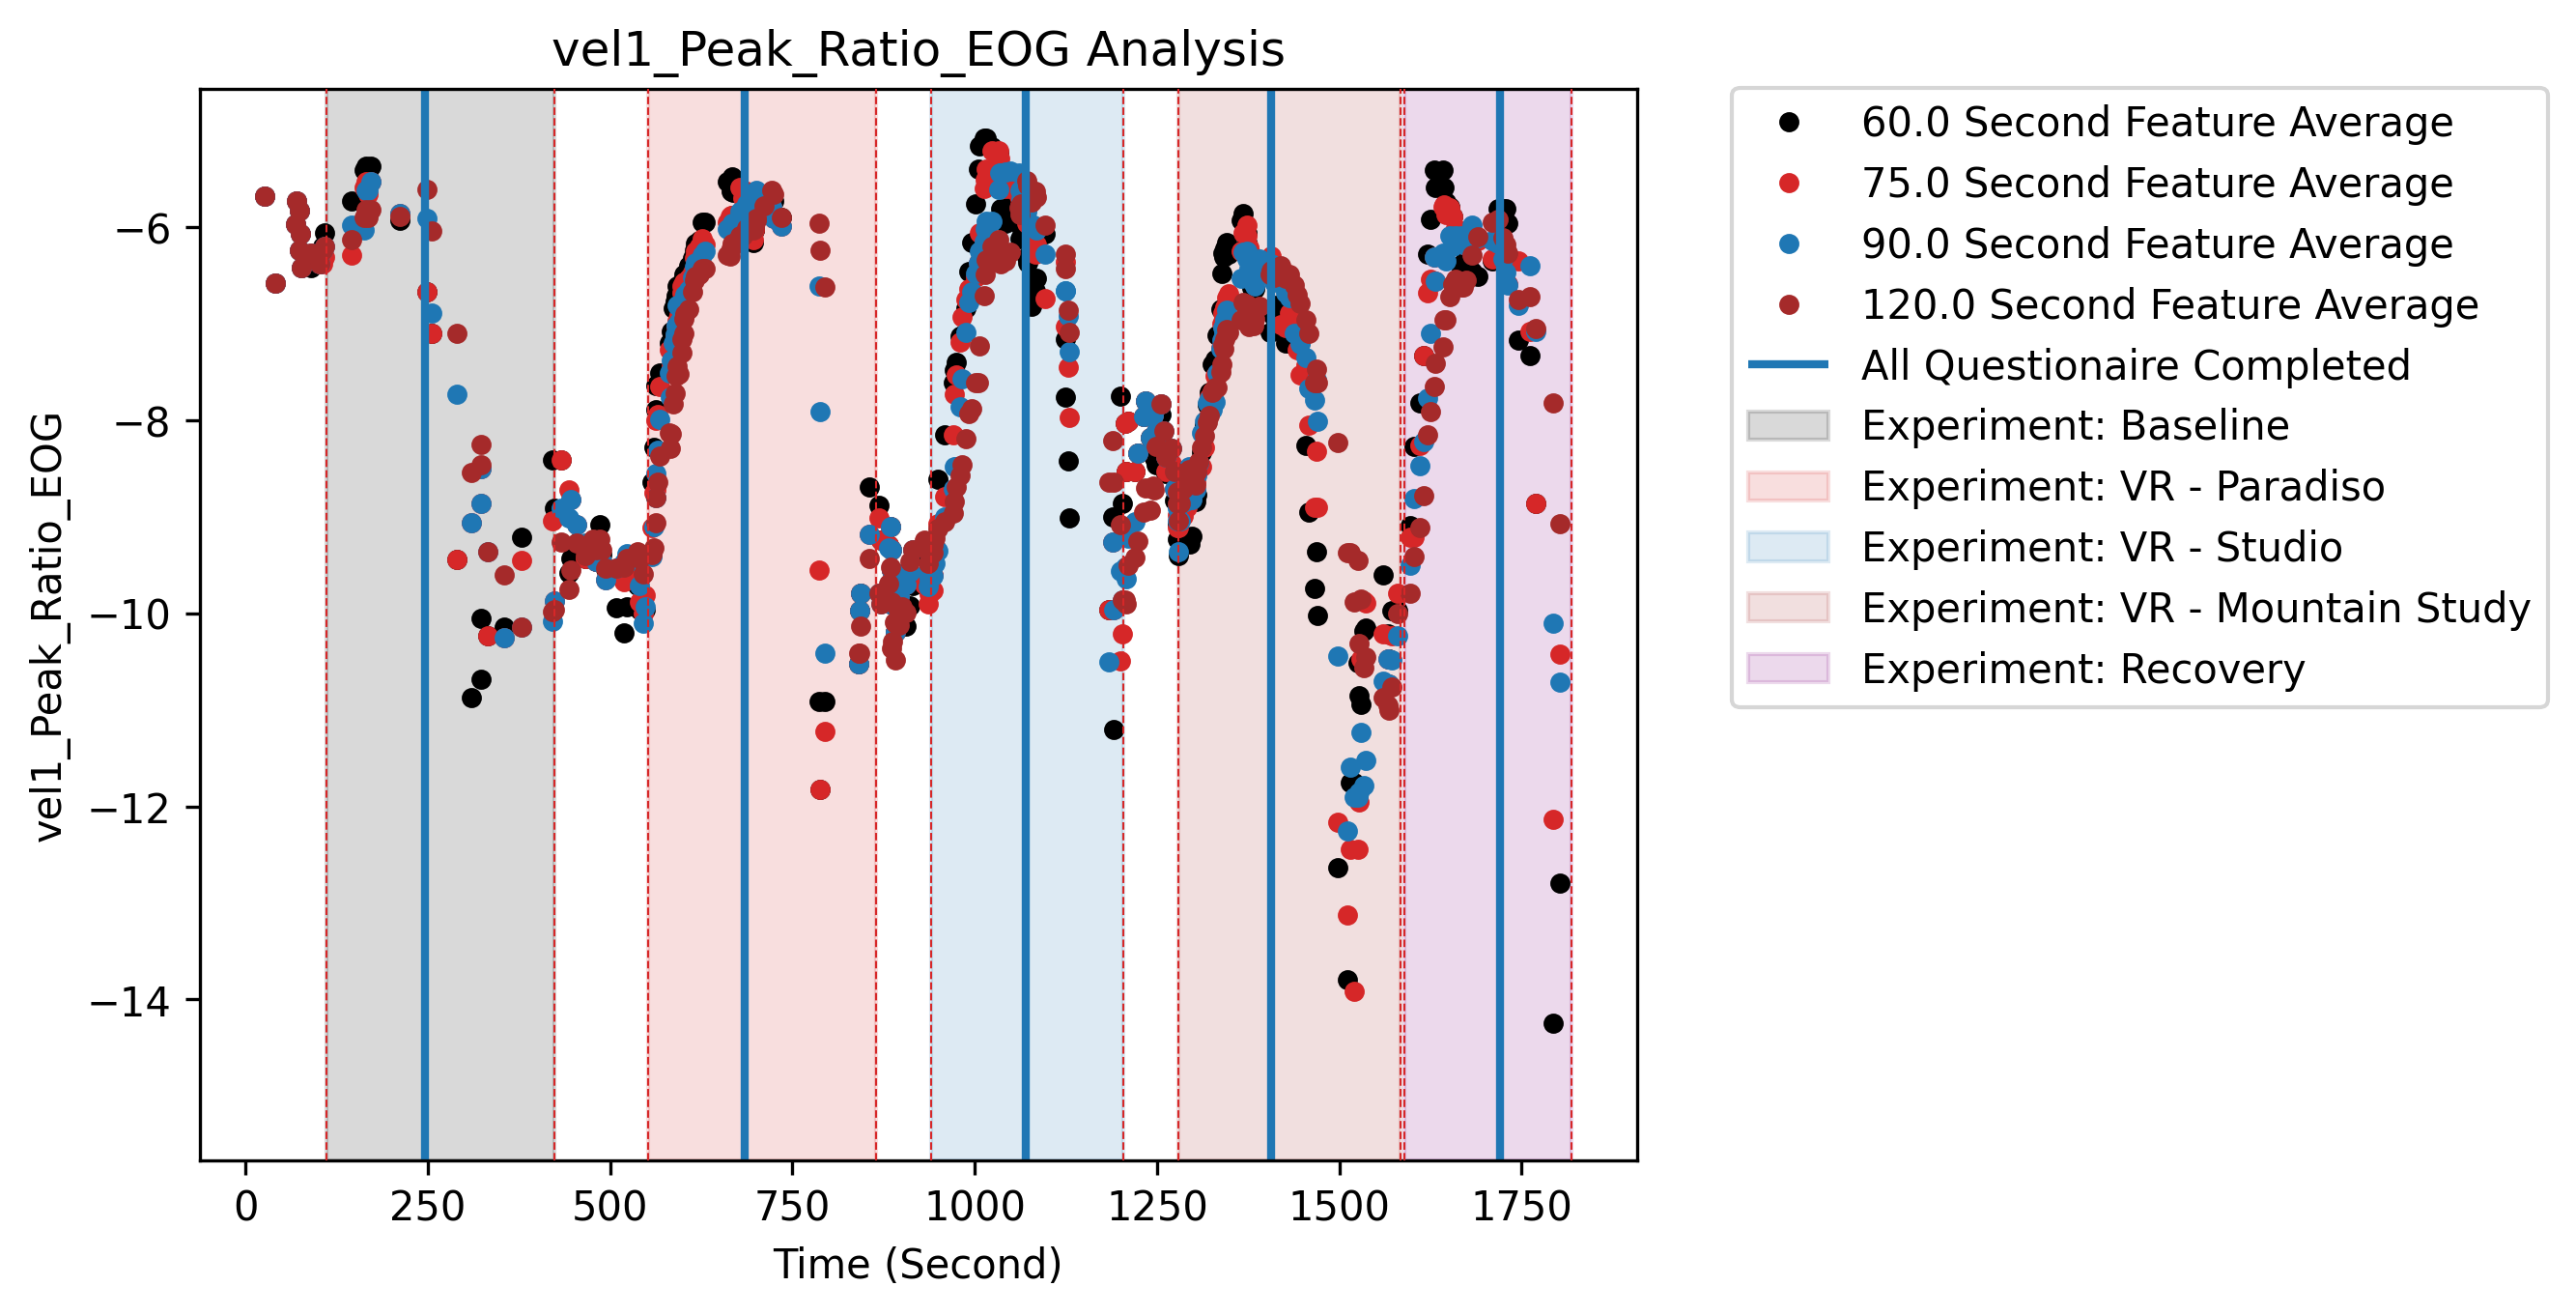 vel1_Peak_Ratio_EOG Analysis
60.0 Second Feature Average
75.0 Second Feature Average
90.0 Second Feature Average
120.0 Second Feature Average
All Questionaire Completed
Experiment: Baseline
Experiment: VR - Paradiso
Experiment: VR - Studio
Experiment: VR - Mountain Study
Experiment: Recovery
vel1_Peak_Ratio_EOG
−6
−8
−10
−12
−14
0 250 500 750 1000 1250 1500 1750
Time (Second)